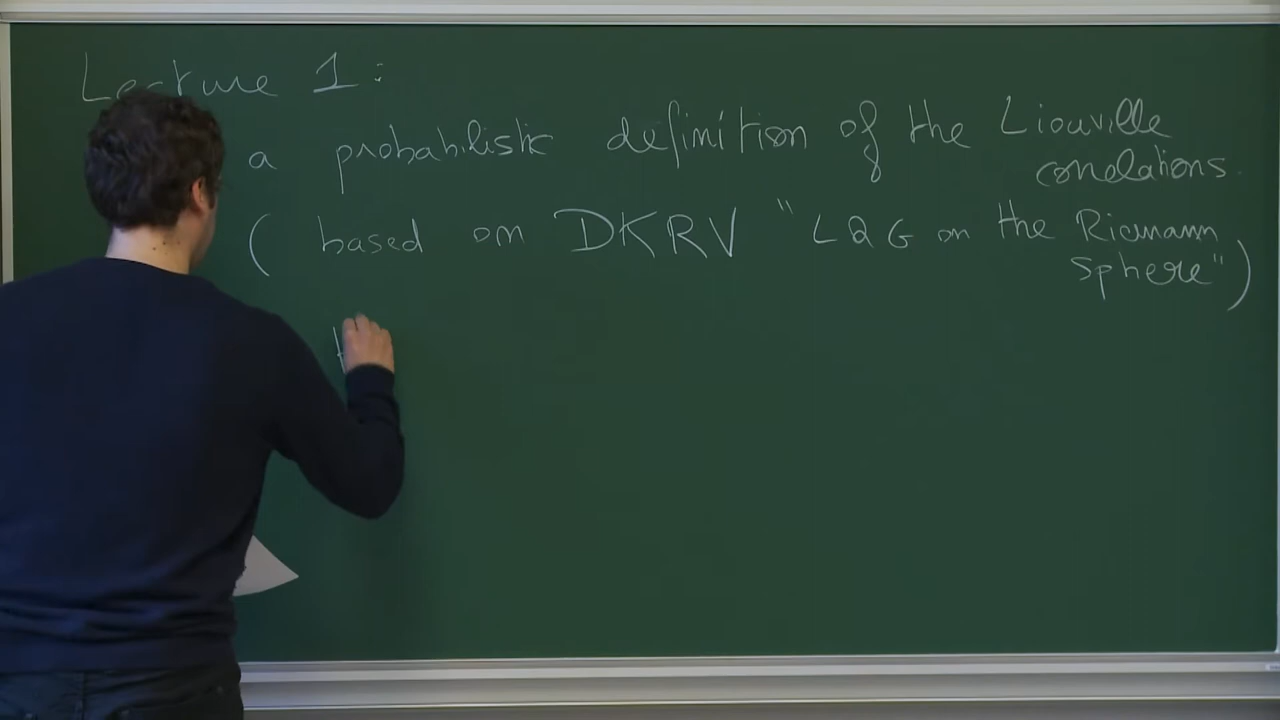 Lecture 1:
a probabilistic definition of the Liouville
correlations.
(based on DKRV "LQG on the Riemann
sphere")